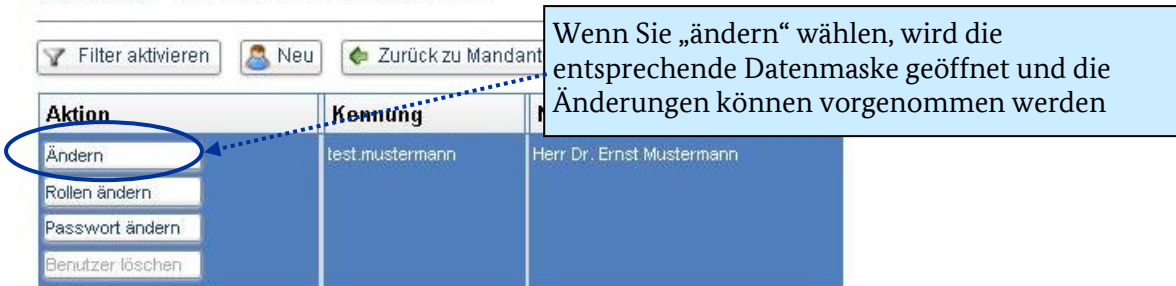 Filter aktivieren Neu Zurück zu Mandant
Wenn Sie „ändern“ wählen, wird die
entsprechende Datenmaske geöffnet und die
Änderungen können vorgenommen werden
Aktion Kennung
Ändern test.mustermann Herr Dr. Ernst Mustermann
Rollen ändern
Passwort ändern
Benutzer löschen